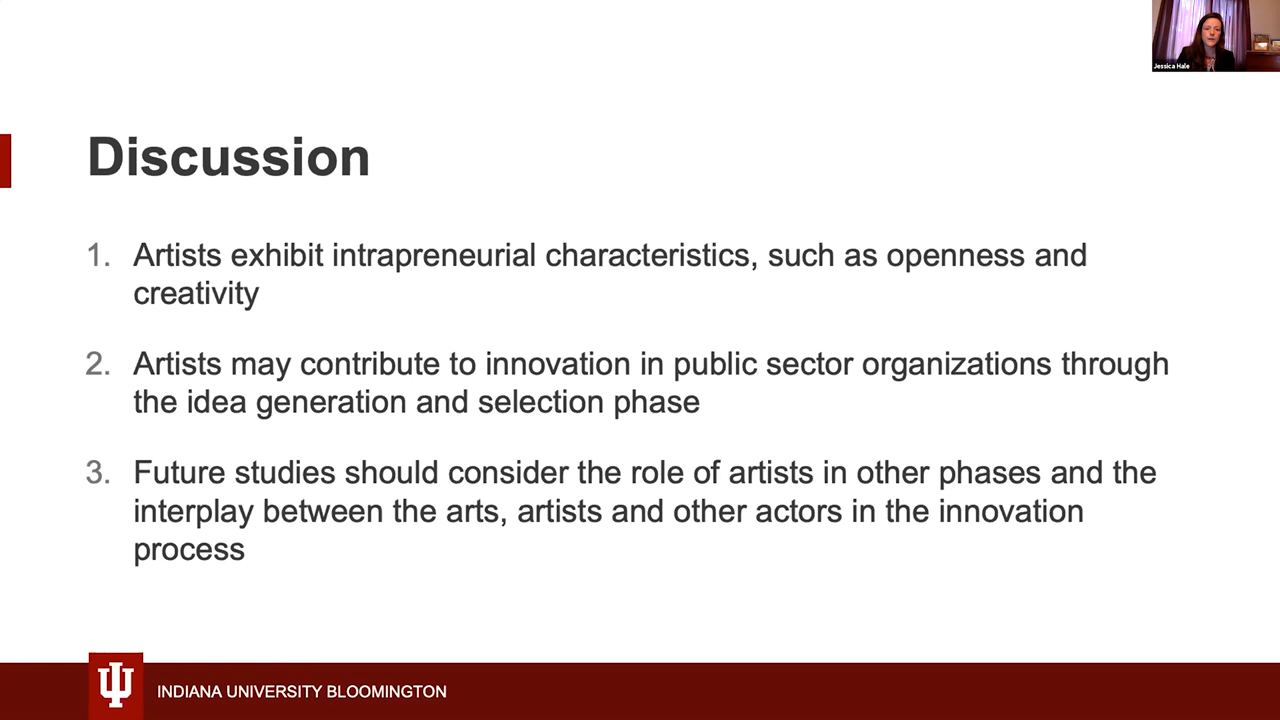 Jessica Hale
Discussion
1. Artists exhibit intrapreneurial characteristics, such as openness and
creativity
2. Artists may contribute to innovation in public sector organizations through
the idea generation and selection phase
3. Future studies should consider the role of artists in other phases and the
interplay between the arts, artists and other actors in the innovation
process
INDIANA UNIVERSITY BLOOMINGTON